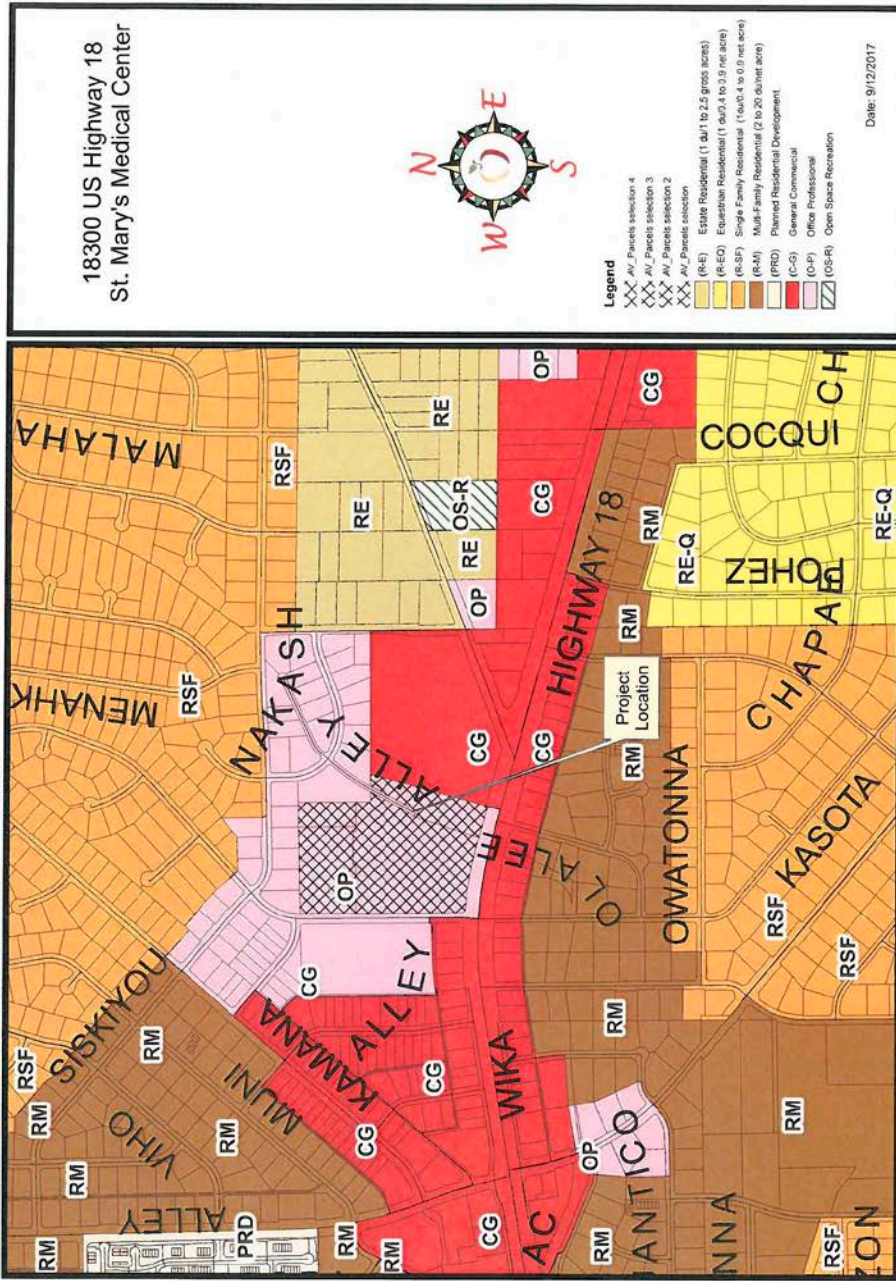 18300 US Highway 18
St. Mary's Medical Center
N
W
E
S
Legend
AV_Parcels selection 4
AV_Parcels selection 3
AV_Parcels selection 2
AV_Parcels selection
(R-E) Estate Residential (1 du/1 to 2.5 gross acres)
(R-EQ) Equestrian Residential (1 du/0.4 to 0.9 net acre)
(R-SF) Single Family Residential (1du/0.4 to 0.9 net acre)
(R-M) Multi-Family Residential (2 to 20 du/net acre)
(PRD) Planned Residential Development
(C-G) General Commercial
(O-P) Office Professional
(OS-R) Open Space Recreation
Date: 9/12/2017
MALAHA
MENAHK
RSF
RSF
RSF
NAKASH
SISKIYOU
RM
RM
RM
VIHO
RM
MUNI
ALLEY
PRD
RM
RM
RM
KAMANA
CG
ALLEY
CG
CG
CG
OP
ALLEY
CG
RE
RE
RE
OS-R
OP
CG
OP
CG
HIGHWAY 18
CG
WIKA
AC
ALE E
OLA
Project
Location
RM
RM
RM
RM
RM
COCQUI
CH
RE-Q
RE-Q
POHEZ
CHAPA
OWATONNA
KASOTA
RSF
RSF
OP
ANTICO
RM
RM
NNA
RSF
ZON